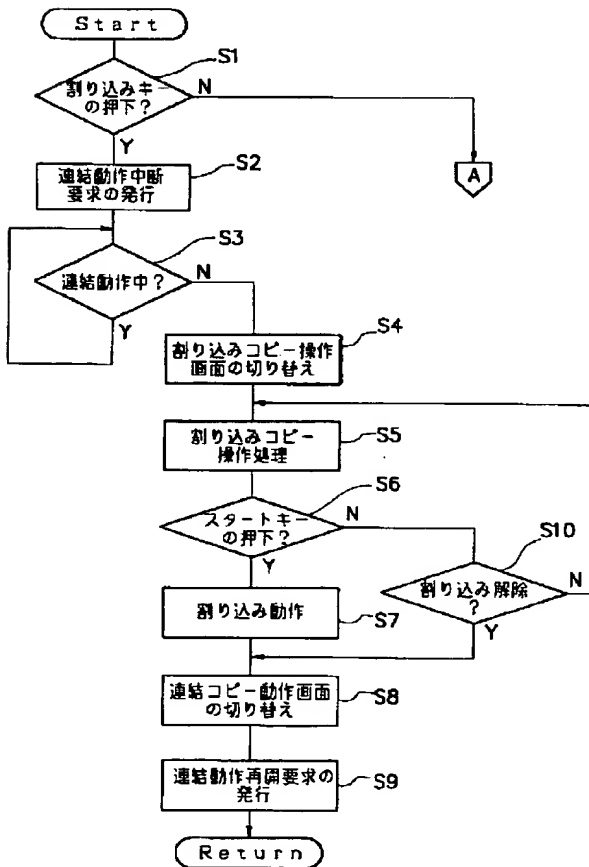 Start
S1
割り込みキー
の押下?
N
Y
A
S2
連結動作中断
要求の発行
S3
連結動作中?
N
Y
S4
割り込みコピー操作
画面の切り替え
S5
割り込みコピー
操作処理
S6
スタートキー
の押下?
N
Y
S10
割り込み解除
?
N
Y
S7
割り込み動作
S8
連結コピー動作画面
の切り替え
S9
連結動作再開要求の
発行
Return